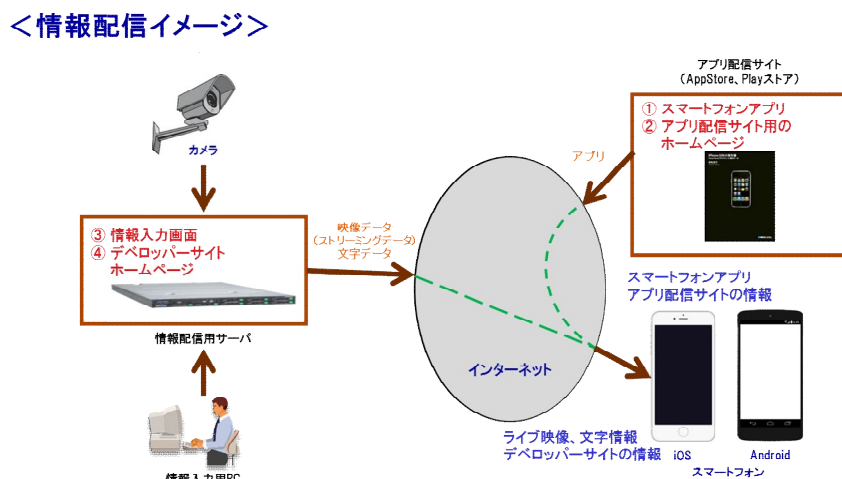 ＜情報配信イメージ＞
アプリ配信サイト
（AppStore、Playストア）
① スマートフォンアプリ
② アプリ配信サイト用の
ホームページ
カメラ
アプリ
③ 情報入力画面
④ デベロッパーサイト
ホームページ
映像データ
（ストリーミングデータ）
文字データ
スマートフォンアプリ
アプリ配信サイトの情報
情報配信用サーバ
インターネット
ライブ映像、文字情報
デベロッパーサイトの情報
iOS
Android
スマートフォン
情報入力用PC